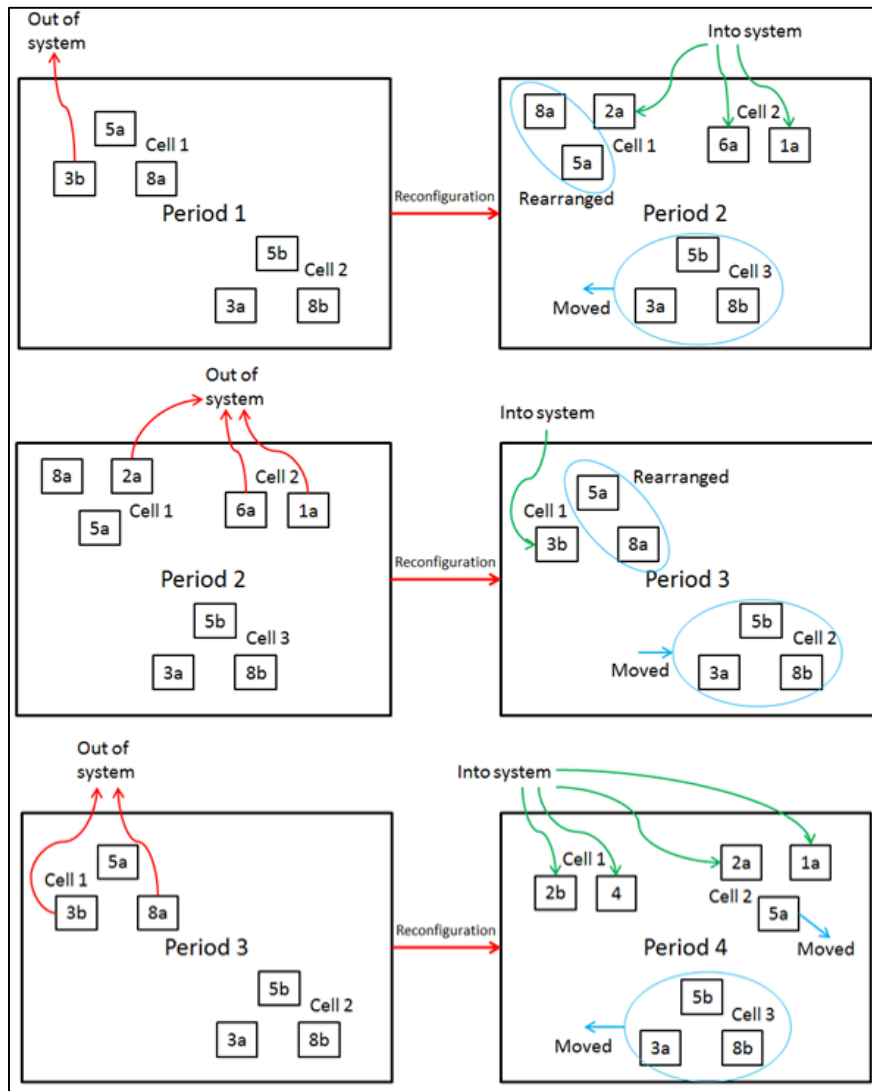 Out of
system
5a
Cell 1
3b
8a
Period 1
5b
Cell 2
3a
8b
Reconfiguration
Into system
8a
2a
Cell 2
Cell 1
6a
1a
5a
Rearranged
Period 2
5b
Cell 3
3a
8b
Moved
Out of
system
8a
2a
Cell 2
6a
1a
5a
Cell 1
Period 2
5b
Cell 3
3a
8b
Reconfiguration
Into system
5a
Rearranged
Cell 1
3b
8a
Period 3
5b
Cell 2
Moved
3a
8b
Out of
system
5a
Cell 1
3b
8a
Period 3
5b
Cell 2
3a
8b
Reconfiguration
Into system
Cell 1
2b
4
2a
1a
Cell 2
5a
Moved
Period 4
5b
Cell 3
3a
8b
Moved